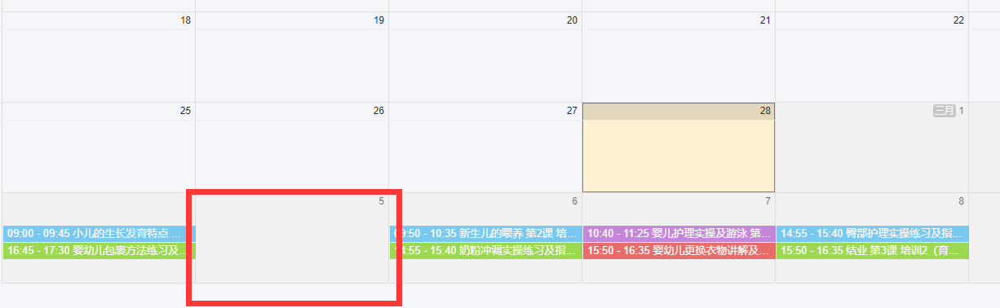 18
19
20
21
22
25
26
27
28
三月 1
5
6
7
8
09:00 - 09:45 小儿的生长发育特点 ...
09:50 - 10:35 新生儿的喂养 第2课 培...
10:40 - 11:25 婴儿护理实操及游泳 第...
14:55 - 15:40 臀部护理实操练习及指...
16:45 - 17:30 婴幼儿包裹方法练习及...
14:55 - 15:40 奶粉冲调实操练习及指...
15:50 - 16:35 婴幼儿更换衣物讲解及...
15:50 - 16:35 结业 第3课 培训2（育...